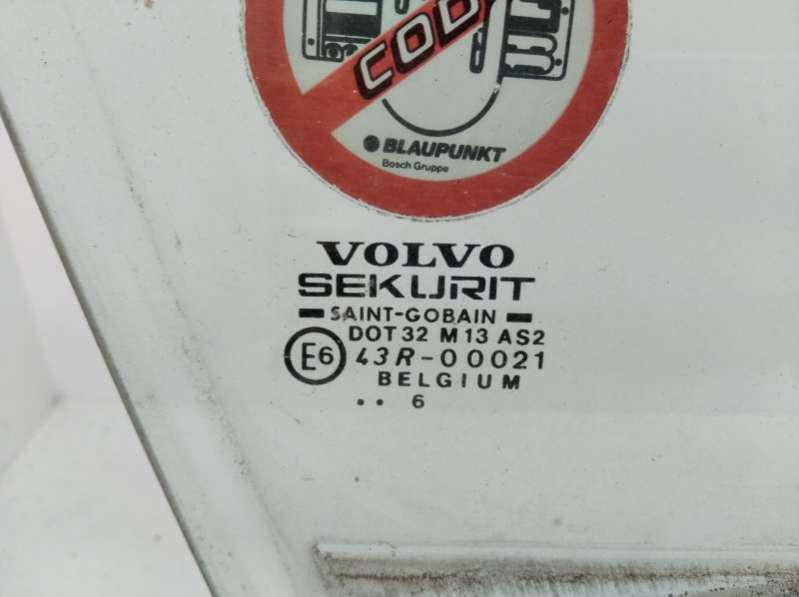 COD
BLAUPUNKT
Bosch Gruppe
VOLVO
SEKURIT
SAINT-GOBAIN
DOT 32 M 13 AS2
E6 43R-00021
BELGIUM
.. 6